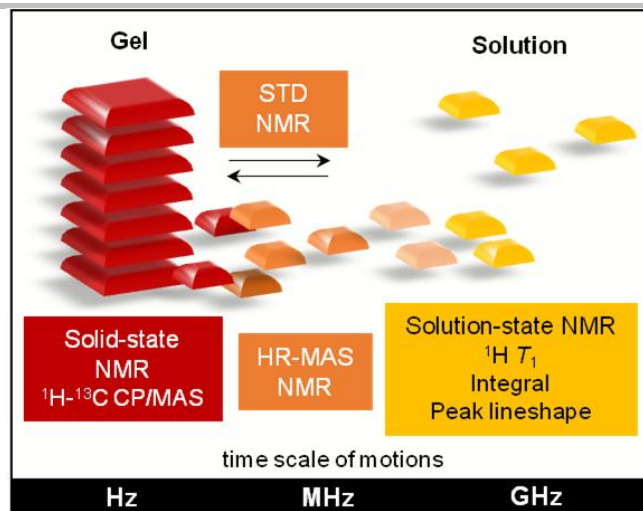 Gel
Solution
STD
NMR
Solid-state
NMR
¹H-¹³C CP/MAS
HR-MAS
NMR
Solution-state NMR
¹H T₁
Integral
Peak lineshape
time scale of motions
Hz MHz GHz